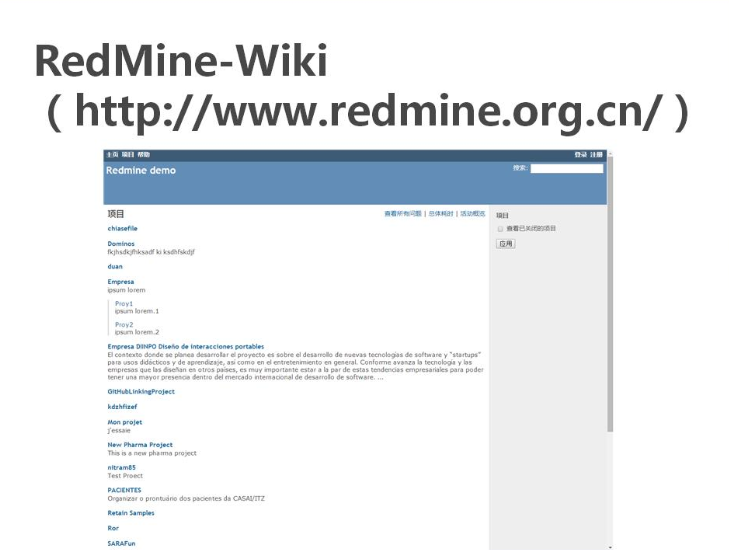 RedMine-Wiki
（http://www.redmine.org.cn/）
主页 项目 帮助 登录 注册
Redmine demo 搜索:
项目 查看所有问题 | 总体耗时 | 活动概览
chiasefile
Dominos
fkjhsdkjfhksadf ki ksdhfskdjf
duan
Empresa
ipsum lorem
Proy1
ipsum lorem.1
Proy2
ipsum lorem.2
Empresa DIINPO Diseño de interacciones portables
El contexto donde se planea desarrollar el proyecto es sobre el desarrollo de nuevas tecnologías de software y "startups"
para usos didácticos y de aprendizaje, así como en el entretenimiento en general. Conforme avanza la tecnología y las
empresas que las diseñan en otros países, es muy importante estar a la par de estas tendencias empresariales para poder
tener una mayor presencia dentro del mercado internacional de desarrollo de software. ...
GitHubLinkingProject
kdzhfizef
Mon projet
j'essaie
New Pharma Project
This is a new pharma project
nitram85
Test Proect
PACIENTES
Organizar o prontuário dos pacientes da CASAI/ITZ
Retain Samples
Ror
SARAFun
项目
查看已关闭的项目
应用